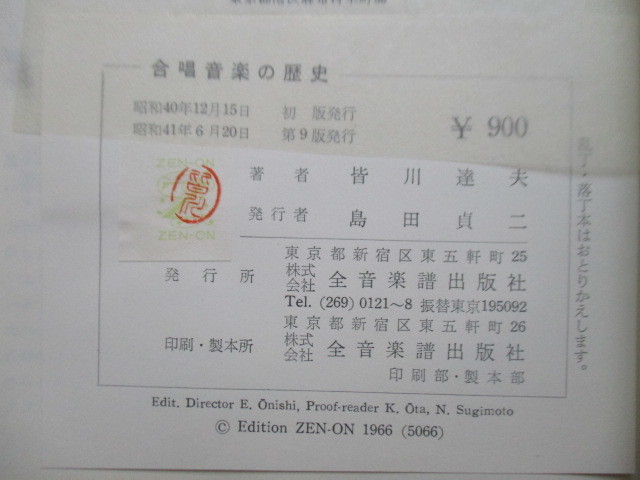 合唱音楽の歴史
昭和40年12月15日 初 版発行
昭和41年6月20日 第9版発行
¥ 900
ZEN-ON
ZEN-ON
著者 皆川達夫
発行者 島田貞二
東京都新宿区東五軒町25
発行所 株式会社 全音楽譜出版社
Tel. (269) 0121〜8 振替東京195092
東京都新宿区東五軒町26
印刷・製本所 株式会社 全音楽譜出版社
印刷部・製本部
Edit. Director E. Ōnishi, Proof-reader K. Ōta, N. Sugimoto
© Edition ZEN-ON 1966 (5066)
乱丁・落丁本はおとりかえします。